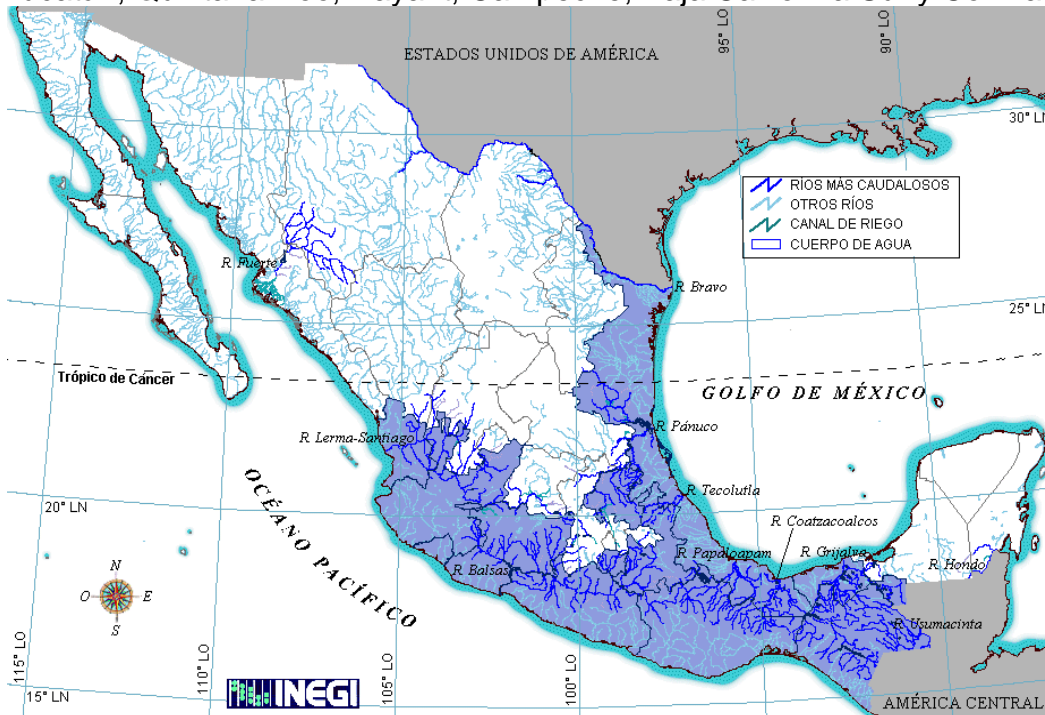 ESTADOS UNIDOS DE AMÉRICA
95° LO
90° LO
30° LN
RÍOS MÁS CAUDALOSOS
OTROS RÍOS
CANAL DE RIEGO
CUERPO DE AGUA
R. Fuerte
R. Bravo
25° LN
Trópico de Cáncer
GOLFO DE MÉXICO
R. Lerma-Santiago
R. Pánuco
OCÉANO PACÍFICO
20° LN
R. Tecolutla
R. Coatzacoalcos
R. Papaloapam
R. Grijalva
R. Balsas
R. Hondo
N
O
E
S
R. Usumacinta
115° LO
110° LO
105° LO
100° LO
15° LN
INEGI
AMÉRICA CENTRAL